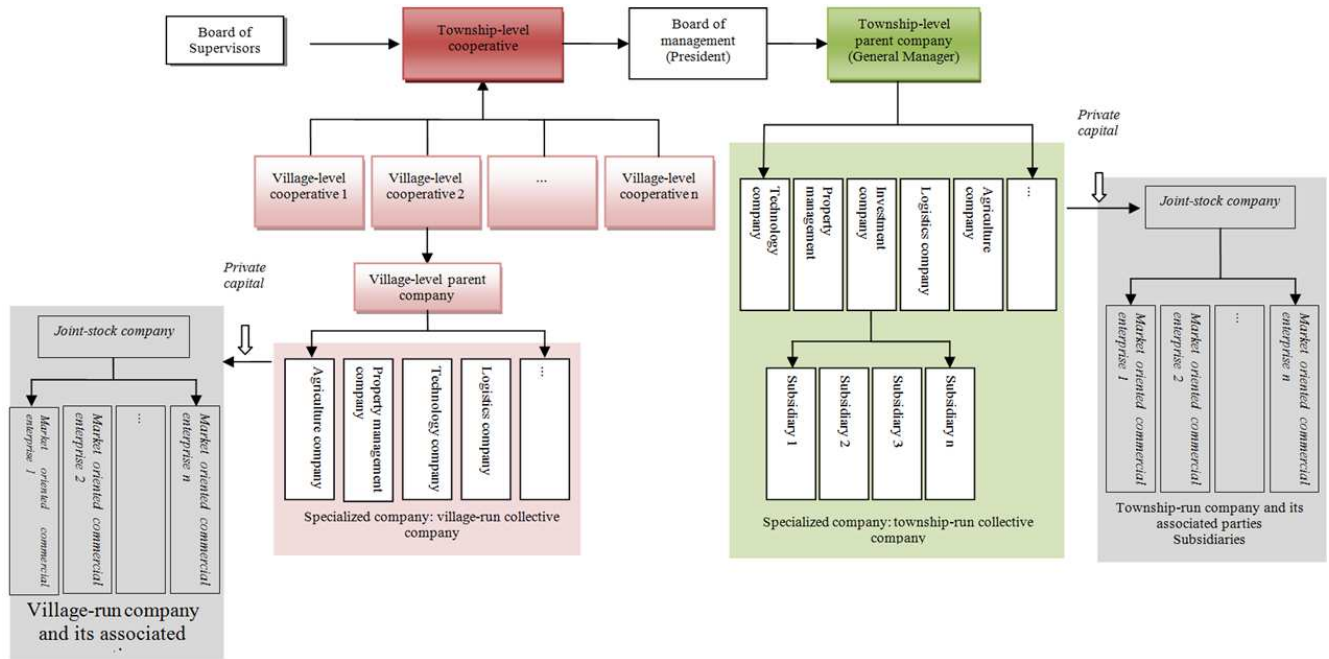 Board of
Supervisors
Township-level
cooperative
Board of
management
(President)
Township-level
parent company
(General Manager)
Private
capital
Village-level
cooperative 1
Village-level
cooperative 2
...
Village-level
cooperative n
Technology
company
Property
management
Investment
company
Logistics company
Agriculture
company
...
Joint-stock company
Private
capital
Village-level parent
company
Joint-stock company
Market oriented commercial
enterprise 1
Market oriented commercial
enterprise 2
...
Market oriented commercial
enterprise n
Agriculture company
Property management
company
Technology company
Logistics company
...
Subsidiary 1
Subsidiary 2
Subsidiary 3
Subsidiary n
Market oriented commercial
enterprise 1
Market oriented commercial
enterprise 2
...
Market oriented commercial
enterprise n
Specialized company: village-run collective
company
Specialized company: township-run collective
company
Township-run company and its
associated parties
Subsidiaries
Village-run company
and its associated